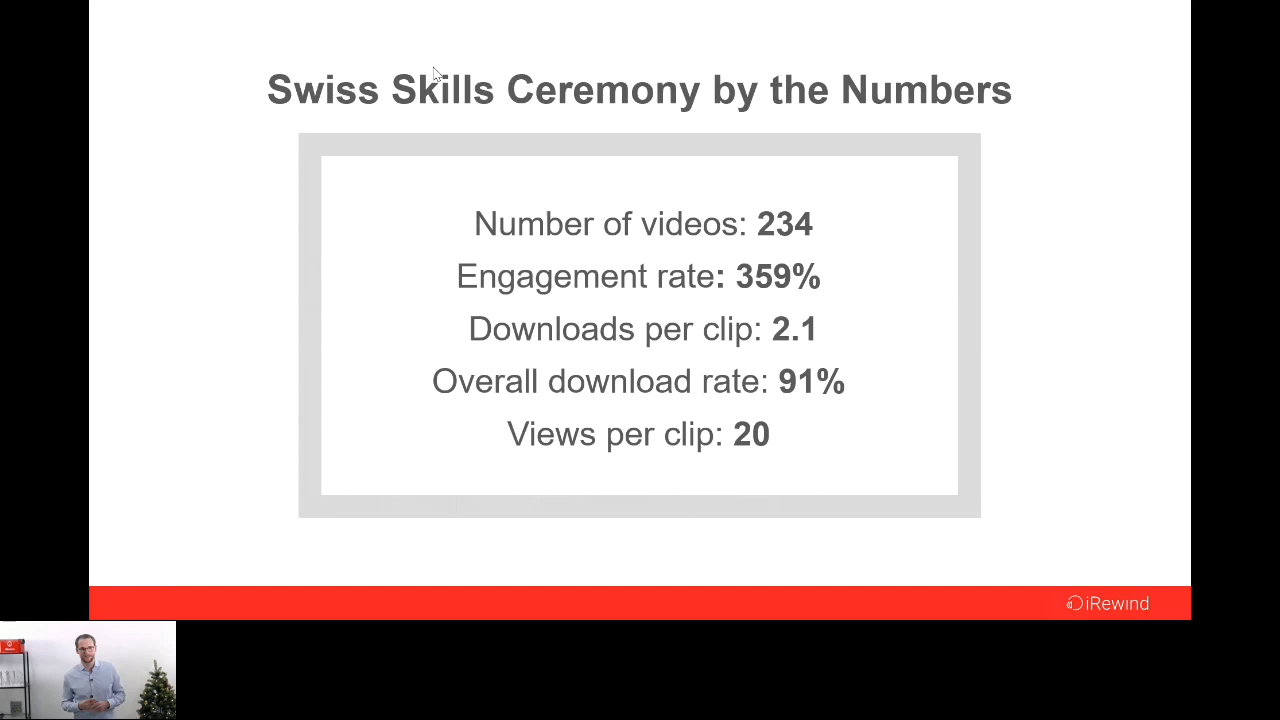 Swiss Skills Ceremony by the Numbers
Number of videos: 234
Engagement rate: 359%
Downloads per clip: 2.1
Overall download rate: 91%
Views per clip: 20
iRewind